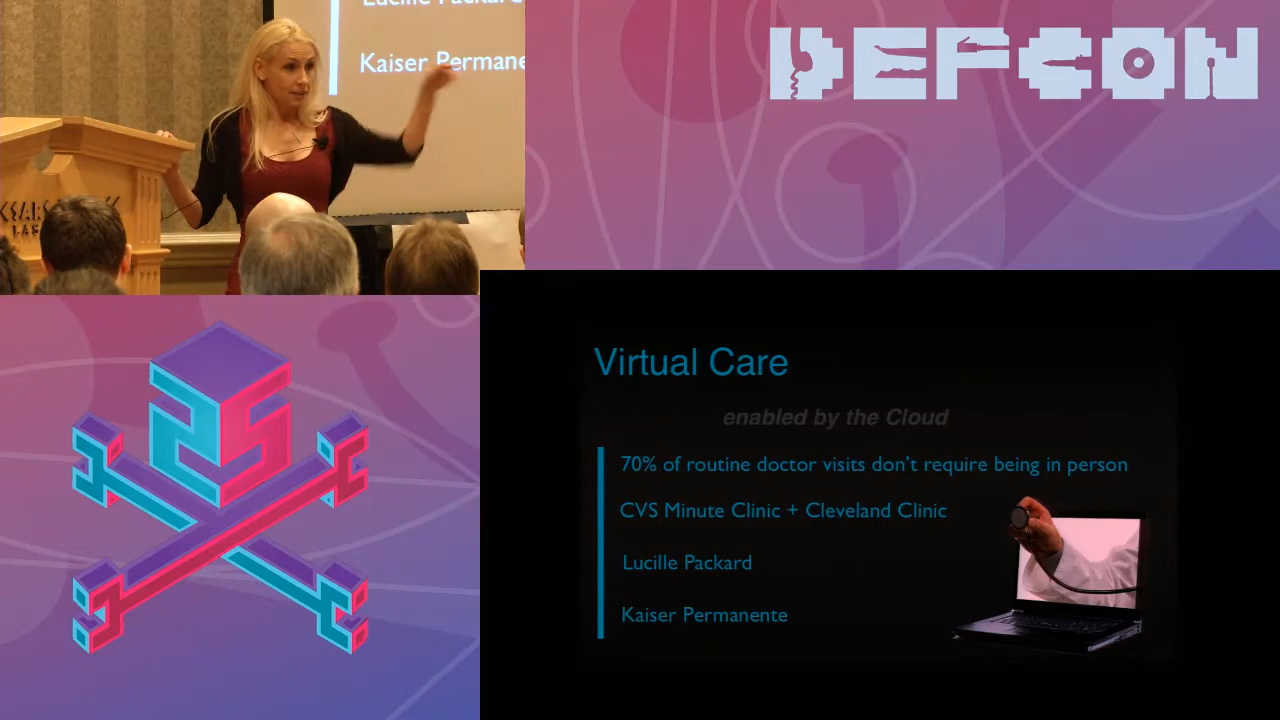 Kaiser Permane
DEFCON
25
Virtual Care
enabled by the Cloud
70% of routine doctor visits don't require being in person
CVS Minute Clinic + Cleveland Clinic
Lucille Packard
Kaiser Permanente